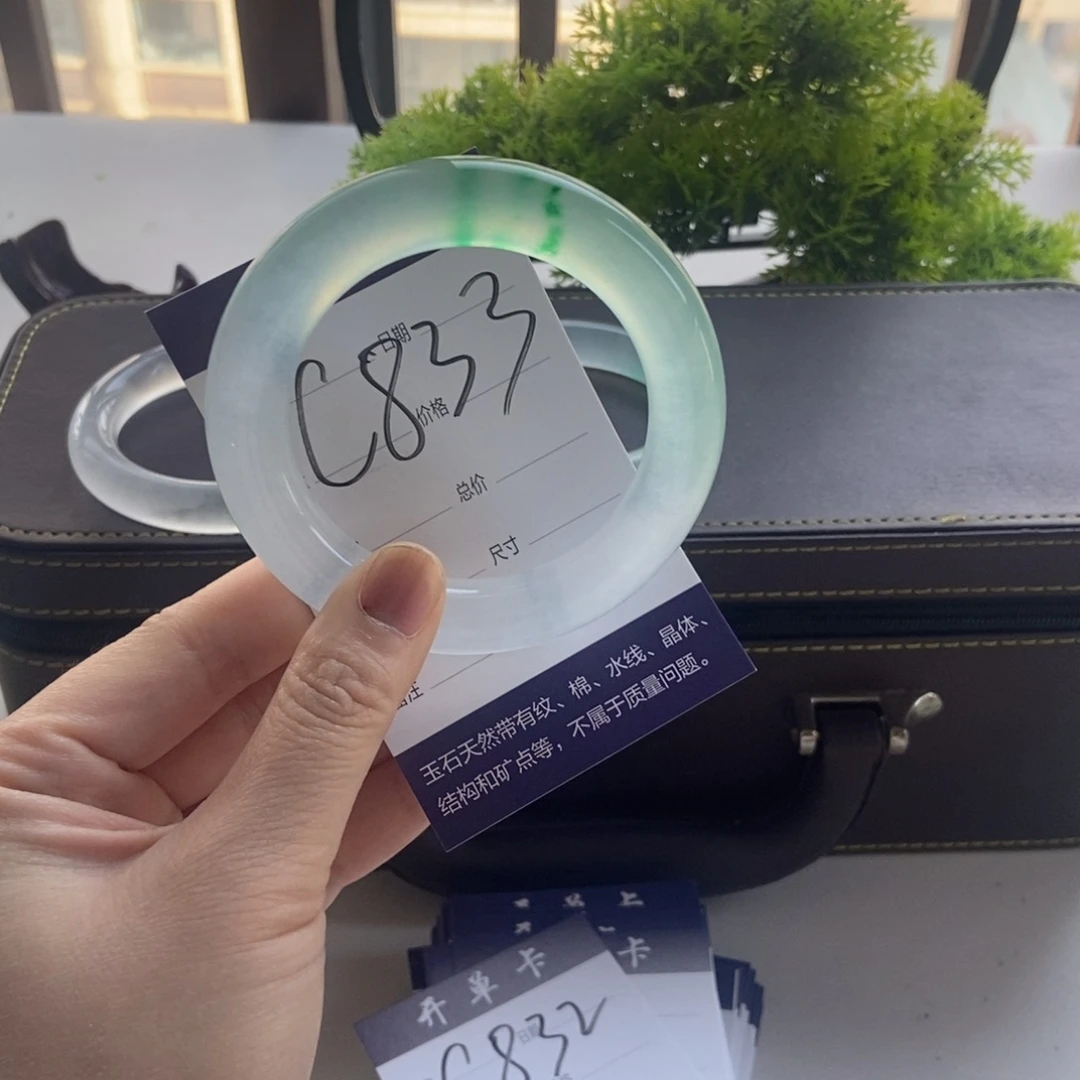 C833
日期
价格
总价
尺寸
玉石天然带有纹、棉、水线、晶体、
结构和矿点等，不属于质量问题。
卡
开单卡
C832